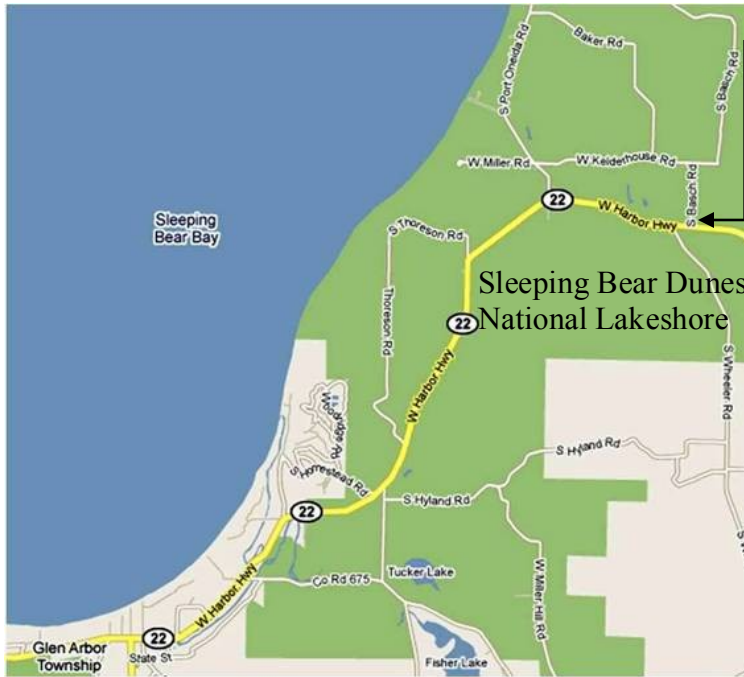 S Port Oneida Rd
Baker Rd
S Basch Rd
W Miller Rd
W Kelderhouse Rd
S Basch Rd
22
W Harbor Hwy
Sleeping
Bear Bay
S Thoreson Rd
Sleeping Bear Dunes
National Lakeshore
Thoreson Rd
22
W Harbor Hwy
S Wheeler Rd
Woodridge Rd
S Homestead Rd
S Hyland Rd
S Hyland Rd
22
W Harbor Hwy
Co Rd 675
Tucker Lake
W Miller Hill Rd
22
State St
Glen Arbor
Township
Fisher Lake